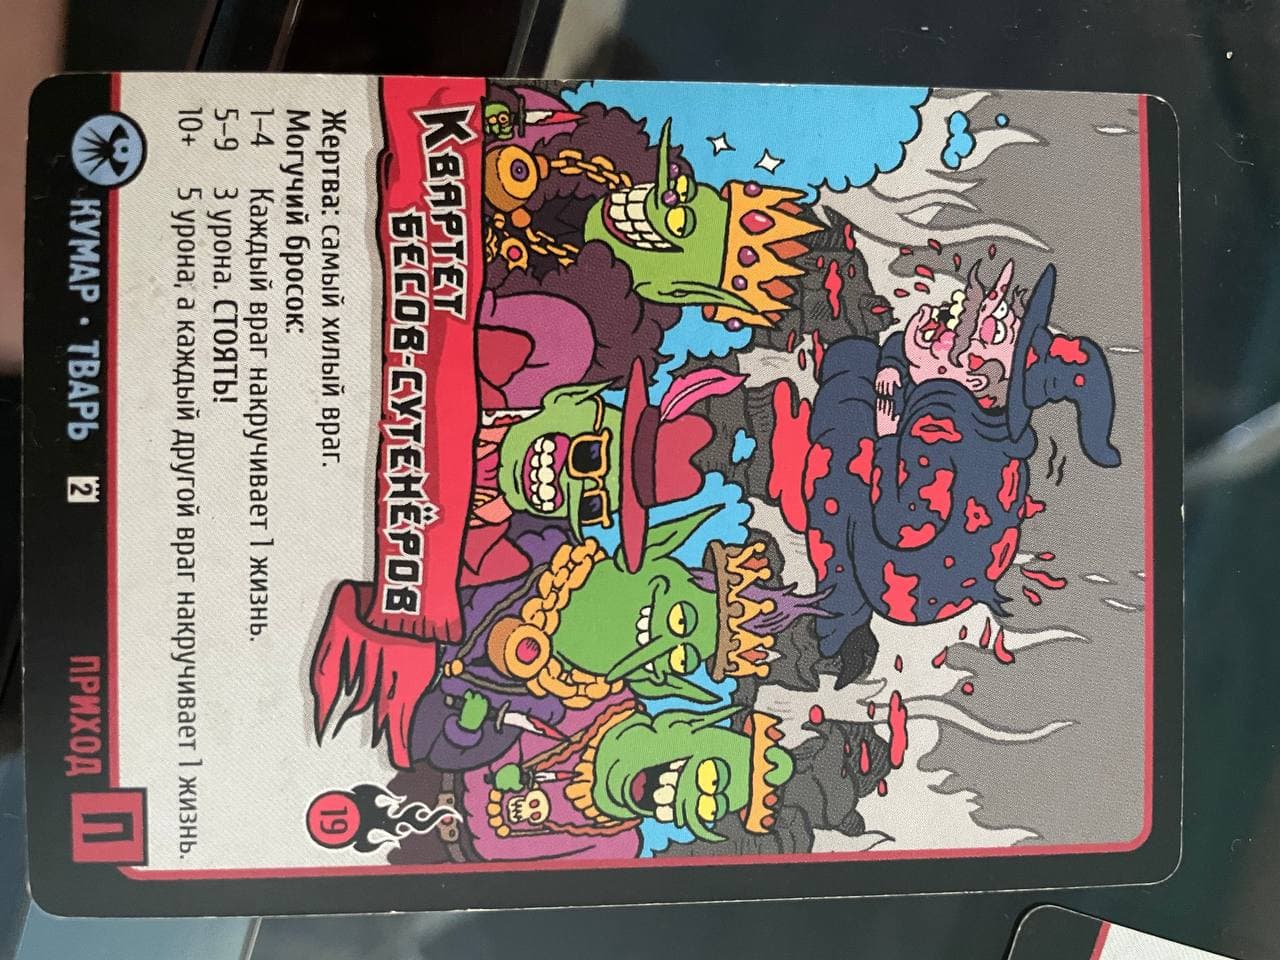 Квартет
бесов-сутенёров
19
Жертва: самый хилый враг.
Могучий бросок:
1–4 Каждый враг накручивает 1 жизнь.
5–9 3 урона. СТОЯТЬ!
10+ 5 урона, а каждый другой враг накручивает 1 жизнь.
КУМАР · ТВАРЬ 2 ПРИХОД П